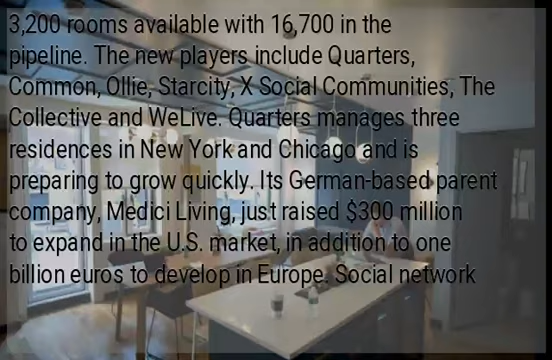 3,200 rooms available with 16,700 in the
pipeline. The new players include Quarters,
Common, Ollie, Starcity, X Social Communities, The
Collective and WeLive. Quarters manages three
residences in New York and Chicago and is
preparing to grow quickly. Its German-based parent
company, Medici Living, just raised $300 million
to expand in the U.S. market, in addition to one
billion euros to develop in Europe. Social network